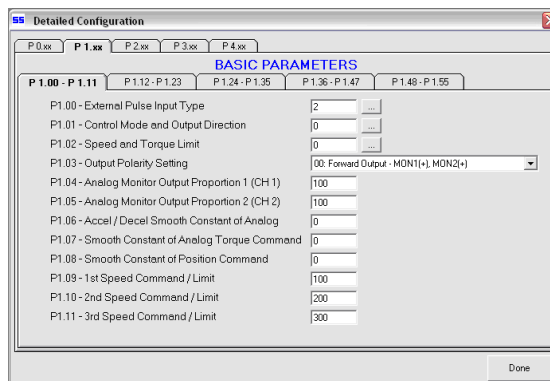 SS Detailed Configuration
P 0.xx P 1.xx P 2.xx P 3.xx P 4.xx
BASIC PARAMETERS
P 1.00 - P 1.11 P 1.12 - P 1.23 P 1.24 - P 1.35 P 1.36 - P 1.47 P 1.48 - P 1.55
P1.00 - External Pulse Input Type 2 ...
P1.01 - Control Mode and Output Direction 0 ...
P1.02 - Speed and Torque Limit 0 ...
P1.03 - Output Polarity Setting 00: Forward Output - MON1(+), MON2(+)
P1.04 - Analog Monitor Output Proportion 1 (CH 1) 100
P1.05 - Analog Monitor Output Proportion 2 (CH 2) 100
P1.06 - Accel / Decel Smooth Constant of Analog 0
P1.07 - Smooth Constant of Analog Torque Command 0
P1.08 - Smooth Constant of Position Command 0
P1.09 - 1st Speed Command / Limit 100
P1.10 - 2nd Speed Command / Limit 200
P1.11 - 3rd Speed Command / Limit 300
Done